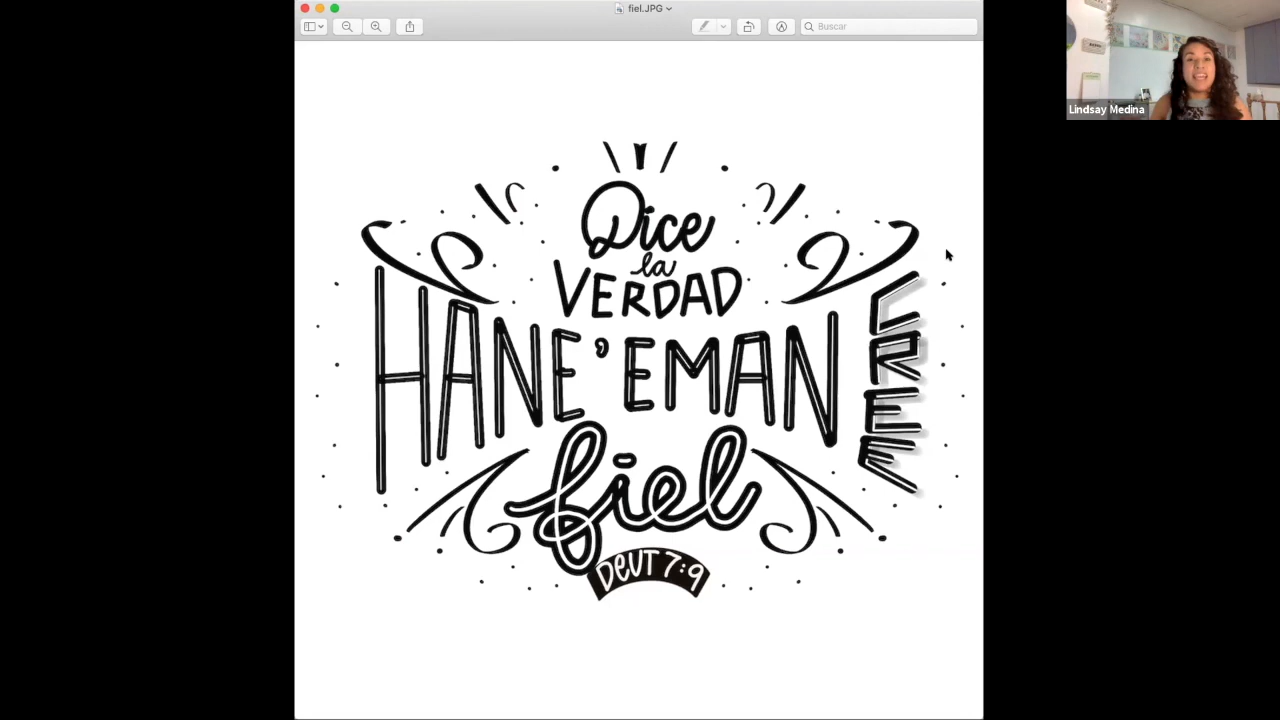 fiel.JPG
Buscar
Lindsay Medina
Dice
la
VERDAD
HANE'EMAN
CREE
fiel
DEUT 7:9